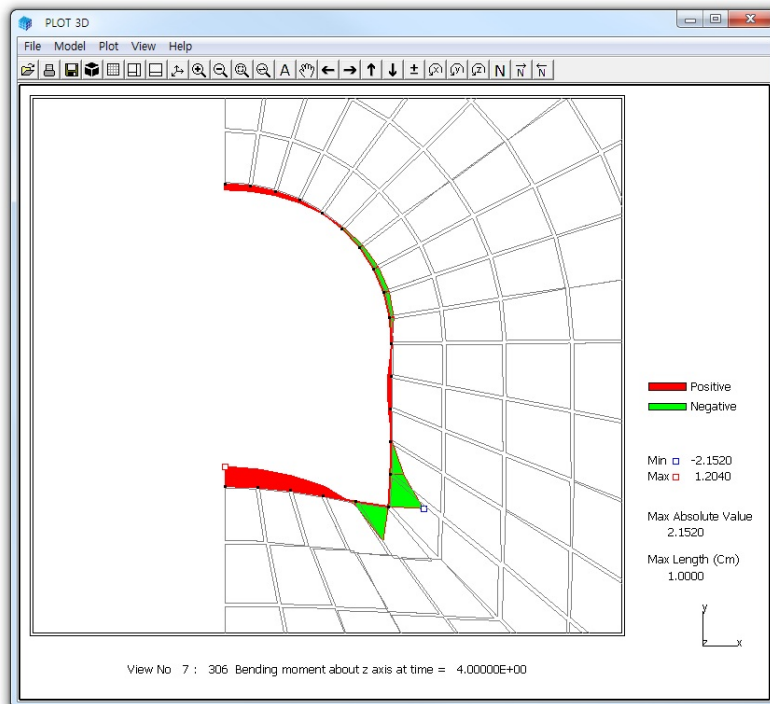 PLOT 3D
File Model Plot View Help
A ± x y z N N N
Positive
Negative
Min -2.1520
Max 1.2040
Max Absolute Value
2.1520
Max Length (Cm)
1.0000
y
z x
View No 7 : 306 Bending moment about z axis at time = 4.00000E+00